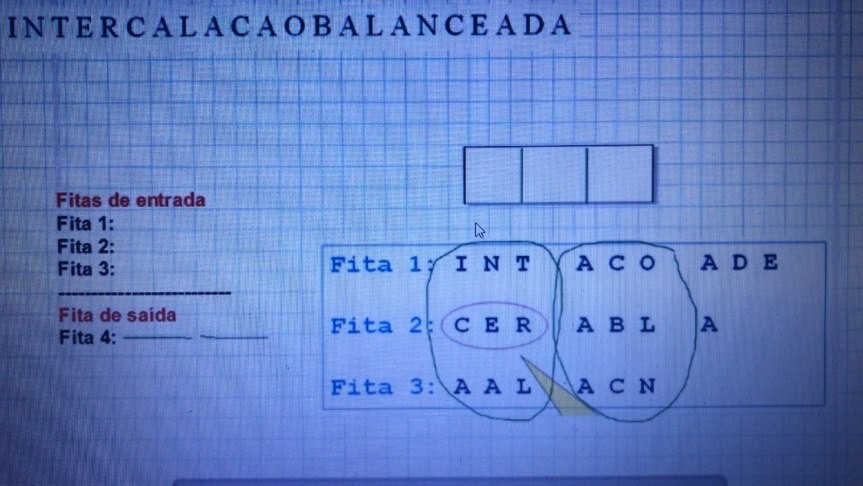 INTERCALACAOBALANCEADA
Fitas de entrada
Fita 1:
Fita 2:
Fita 3:
Fita de saída
Fita 4:
Fita 1: I N T A C O A D E
Fita 2: C E R A B L A
Fita 3: A A L A C N